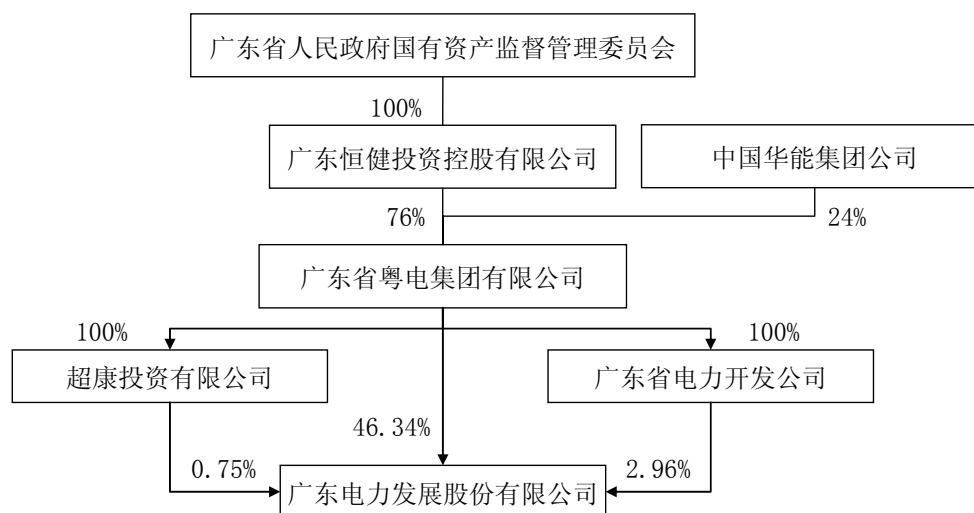 广东省人民政府国有资产监督管理委员会
100%
广东恒健投资控股有限公司
中国华能集团公司
76%
24%
广东省粤电集团有限公司
100%
100%
超康投资有限公司
广东省电力开发公司
46.34%
0.75%
2.96%
广东电力发展股份有限公司